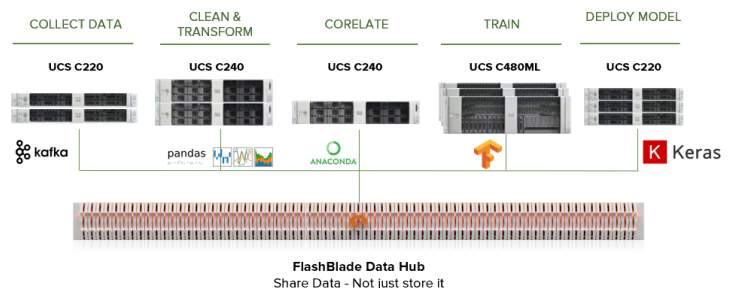 COLLECT DATA
CLEAN &
TRANSFORM
CORELATE
TRAIN
DEPLOY MODEL
UCS C220
UCS C240
UCS C240
UCS C480ML
UCS C220
kafka
pandas
ANACONDA
K Keras
FlashBlade Data Hub
Share Data - Not just store it